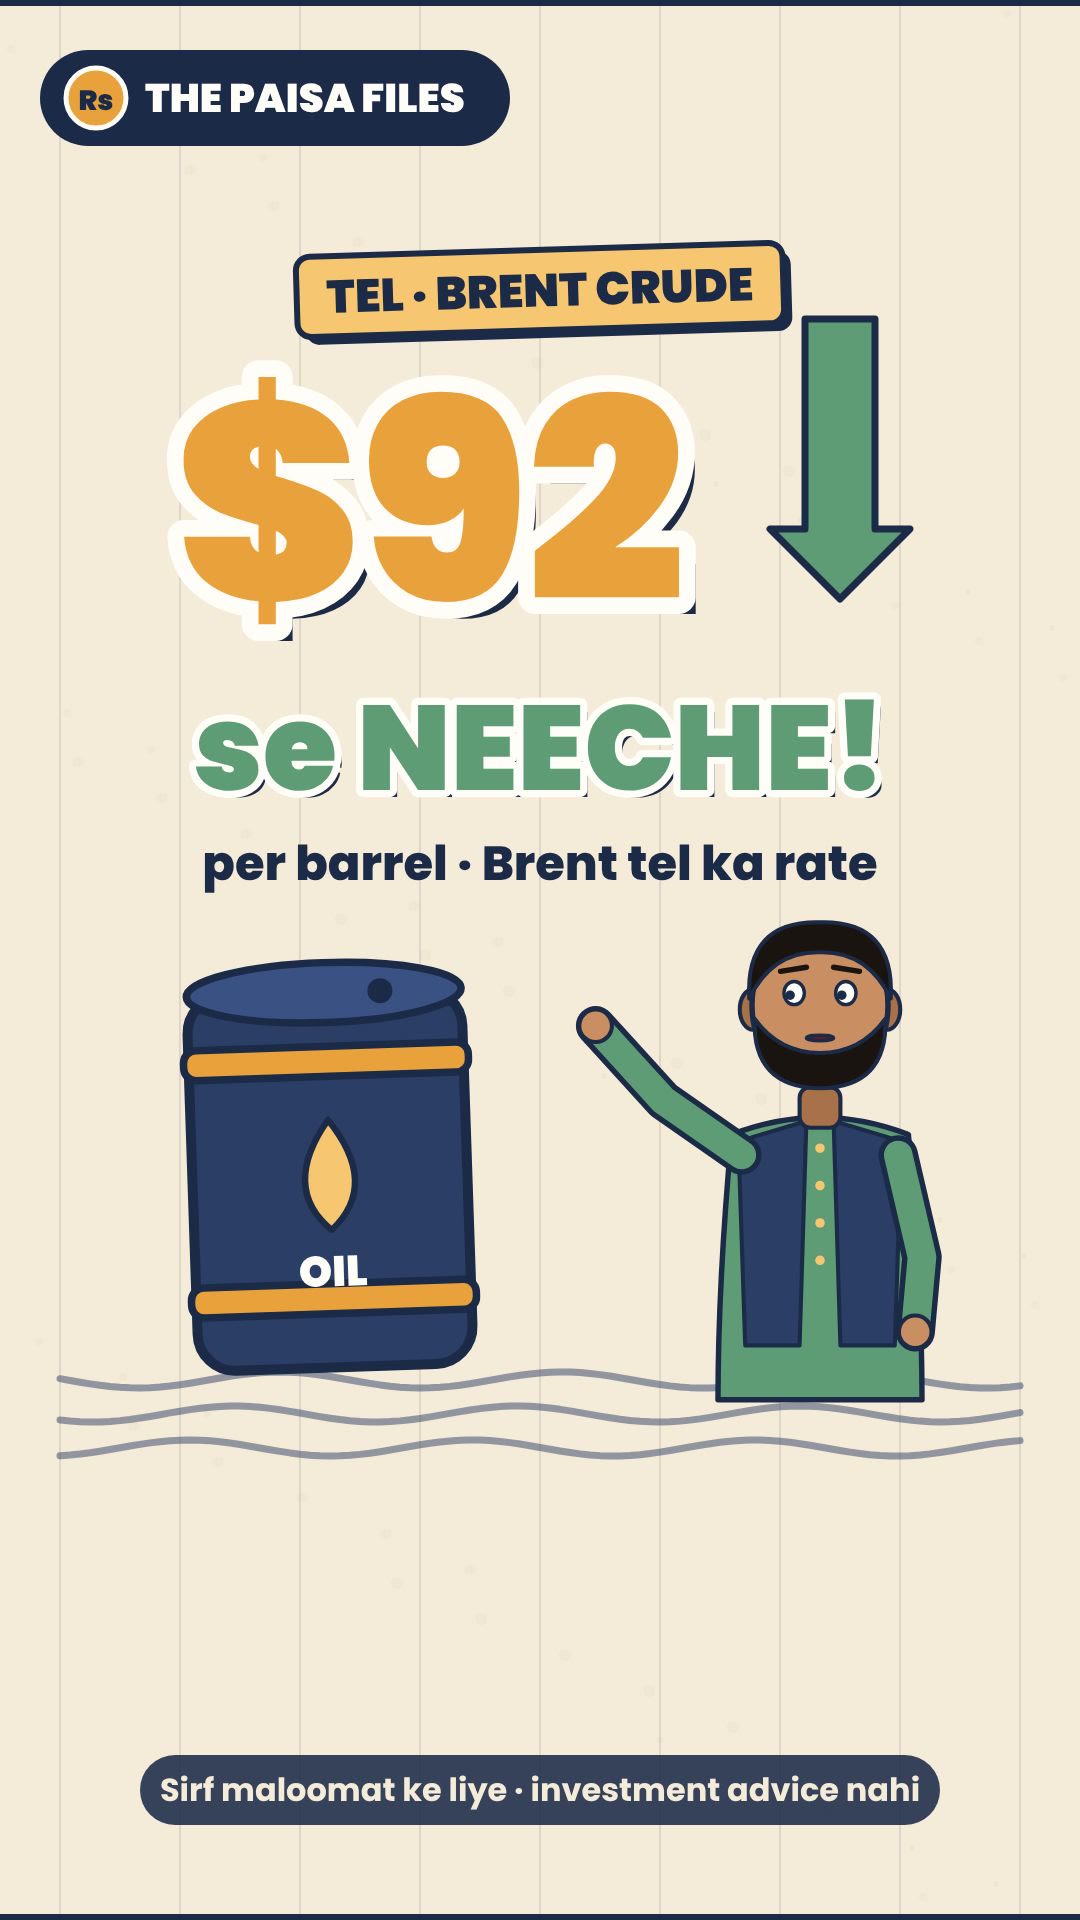 Rs THE PAISA FILES
TEL · BRENT CRUDE
$92
se NEECHE!
per barrel · Brent tel ka rate
OIL
Sirf maloomat ke liye · investment advice nahi